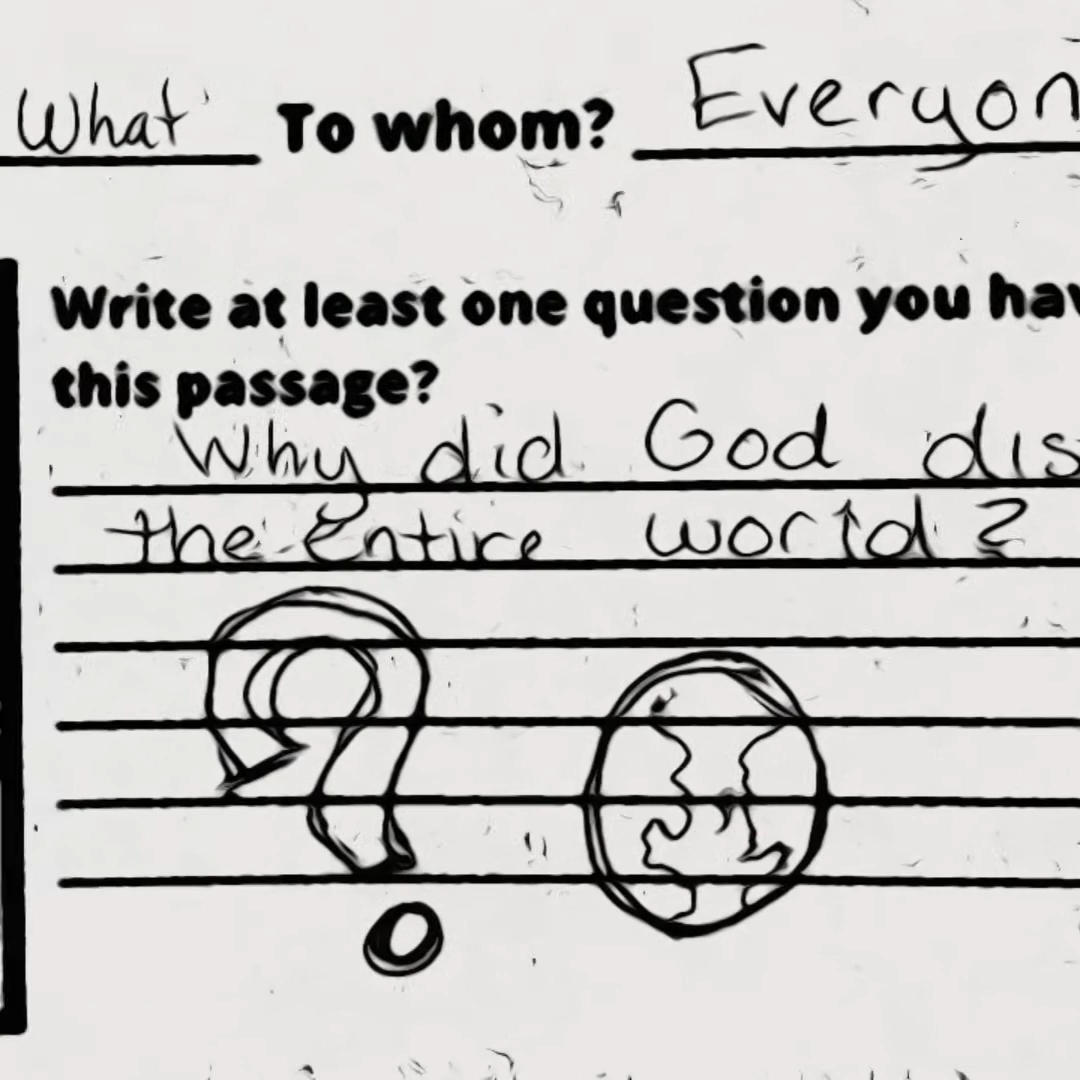 What To whom? Everyon
Write at least one question you hav
this passage?
Why did God dis
the entire world?